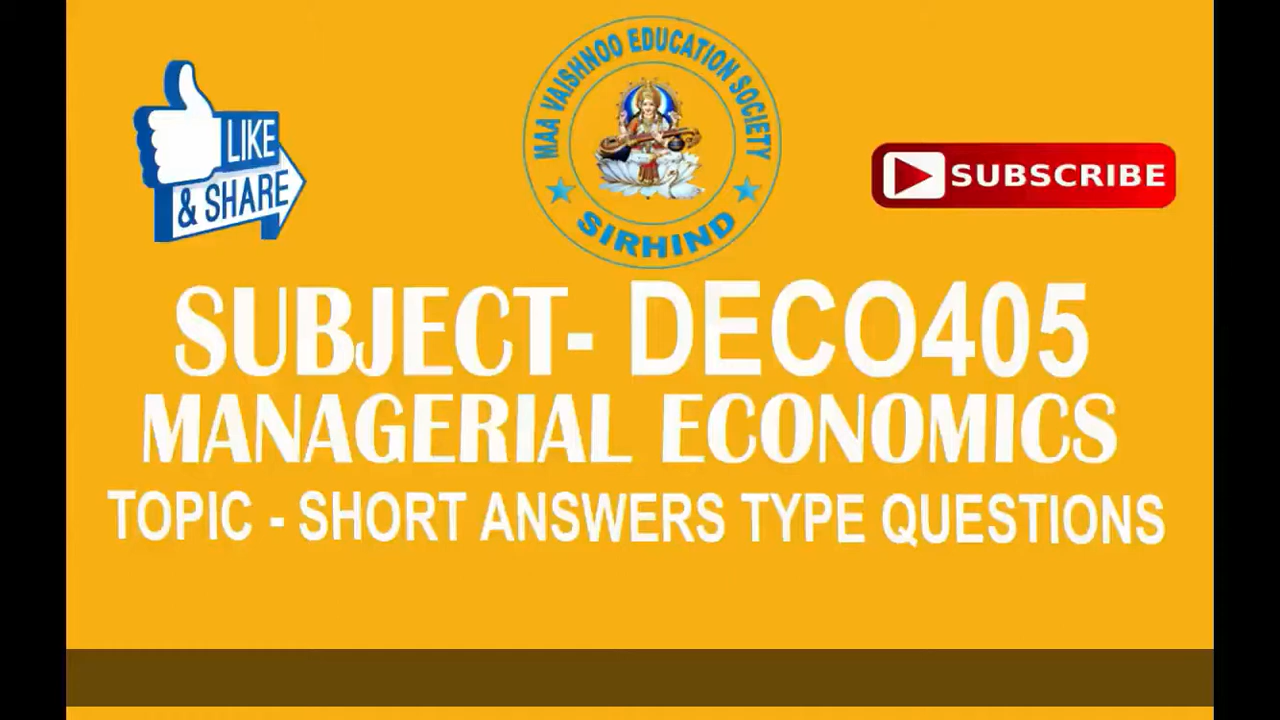 MAA VAISHNOO EDUCATION SOCIETY
SIRHIND
LIKE
& SHARE
SUBSCRIBE
SUBJECT- DECO405
MANAGERIAL ECONOMICS
TOPIC - SHORT ANSWERS TYPE QUESTIONS